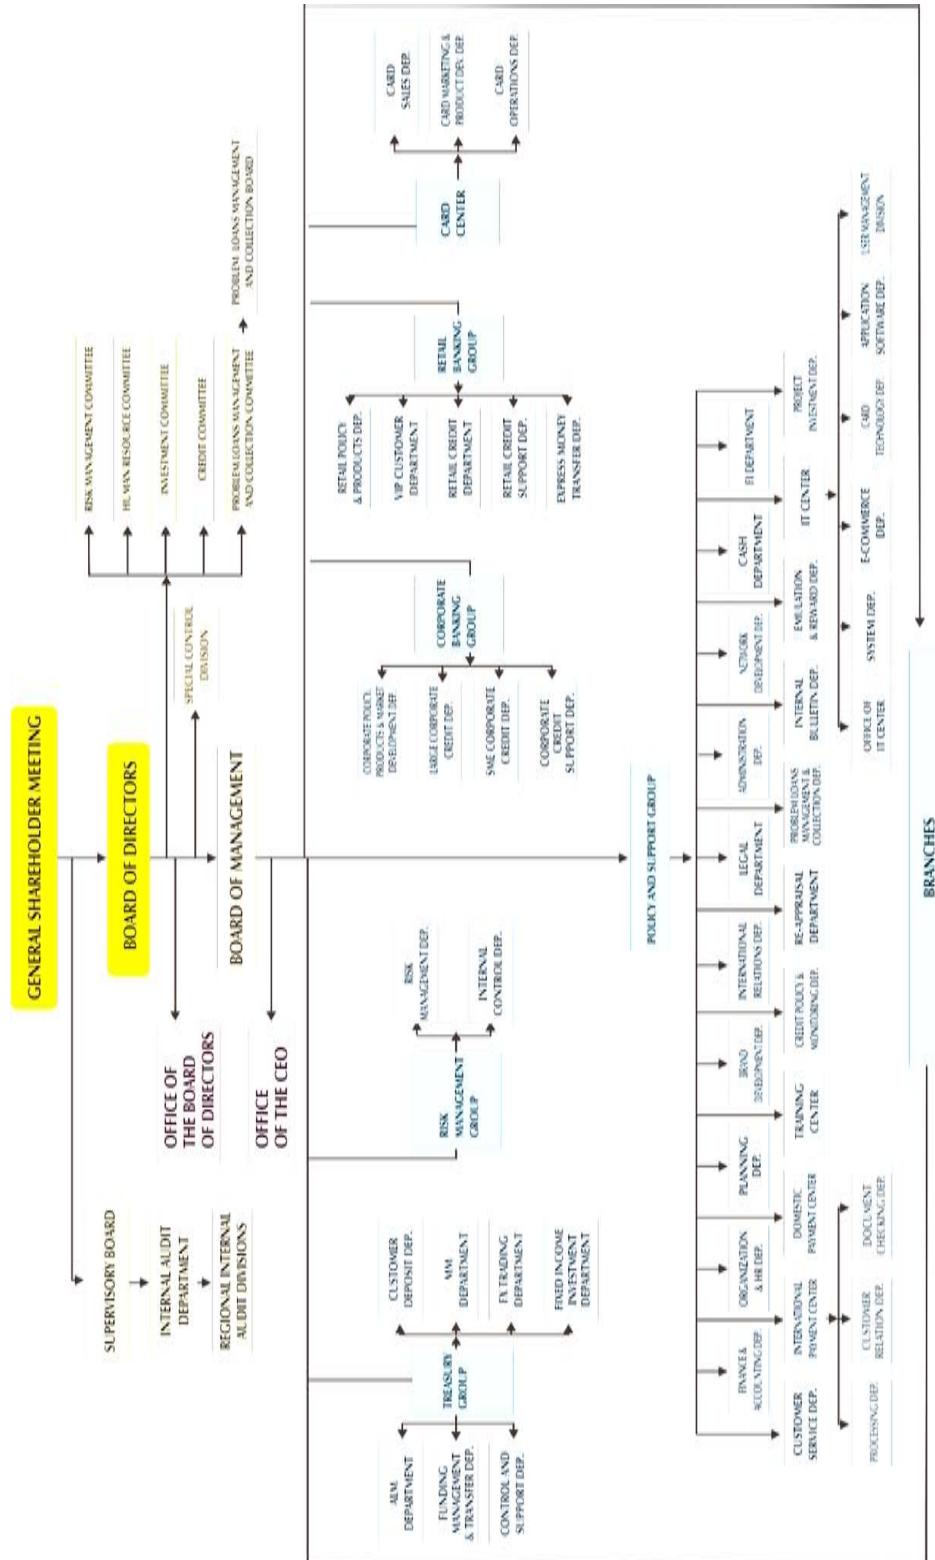 GENERAL SHAREHOLDER MEETING
SUPERVISORY BOARD
BOARD OF DIRECTORS
RISK MANAGEMENT COMMITTEE
HUMAN RESOURCE COMMITTEE
INVESTMENT COMMITTEE
CREDIT COMMITTEE
PROBLEM LOANS MANAGEMENT
AND COLLECTION COMMITTEE
PROBLEM LOANS MANAGEMENT
AND COLLECTION BOARD
INTERNAL AUDIT
DEPARTMENT
OFFICE OF
THE BOARD
OF DIRECTORS
SPECIAL CONTROL
DIVISION
REGIONAL INTERNAL
AUDIT DIVISIONS
BOARD OF MANAGEMENT
OFFICE
OF THE CEO
ALM
DEPARTMENT
FUNDING
MANAGEMENT
& TRANSFER DEP.
CONTROL AND
SUPPORT DEP.
TREASURY
GROUP
CUSTOMER
DEPOSIT DEP.
MM
DEPARTMENT
FX TRADING
DEPARTMENT
FIXED INCOME
INVESTMENT
DEPARTMENT
RISK
MANAGEMENT
GROUP
RISK
MANAGEMENT DEP.
INTERNAL
CONTROL DEP.
CORPORATE
BANKING
GROUP
CORPORATE POLICY,
PRODUCTS & MARKET
DEVELOPMENT DEP.
LARGE CORPORATE
CREDIT DEP.
SME CORPORATE
CREDIT DEP.
CORPORATE
CREDIT
SUPPORT DEP.
RETAIL
BANKING
GROUP
RETAIL POLICY
& PRODUCTS DEP.
VIP CUSTOMER
DEPARTMENT
RETAIL CREDIT
DEPARTMENT
RETAIL CREDIT
SUPPORT DEP.
EXPRESS MONEY
TRANSFER DEP.
CARD
CENTER
CARD
SALES DEP.
CARD MARKETING &
PRODUCT DEV. DEP.
CARD
OPERATIONS DEP.
POLICY AND SUPPORT GROUP
FINANCE &
ACCOUNTING DEP.
ORGANIZATION
& HR DEP.
PLANNING
DEP.
BRAND
DEVELOPMENT DEP.
INTERNATIONAL
RELATIONS DEP.
LEGAL
DEPARTMENT
ADMINISTRATION
DEP.
NETWORK
DEVELOPMENT DEP.
CASH
DEPARTMENT
FI DEPARTMENT
CUSTOMER
SERVICE DEP.
INTERNATIONAL
PAYMENT CENTER
DOMESTIC
PAYMENT CENTER
TRAINING
CENTER
CREDIT POLICY &
MONITORING DEP.
RE-APPRAISAL
DEPARTMENT
PROBLEM LOANS
MANAGEMENT &
COLLECTION DEP.
INTERNAL
BULLETIN DEP.
EMULATION
& REWARD DEP.
IT CENTER
PROJECT
INVESTMENT DEP.
PROCESSING DEP.
CUSTOMER
RELATION DEP.
DOCUMENT
CHECKING DEP.
OFFICE OF
IT CENTER
SYSTEM DEP.
E-COMMERCE
DEP.
CARD
TECHNOLOGY DEP.
APPLICATION
SOFTWARE DEP.
USER MANAGEMENT
DIVISION
BRANCHES